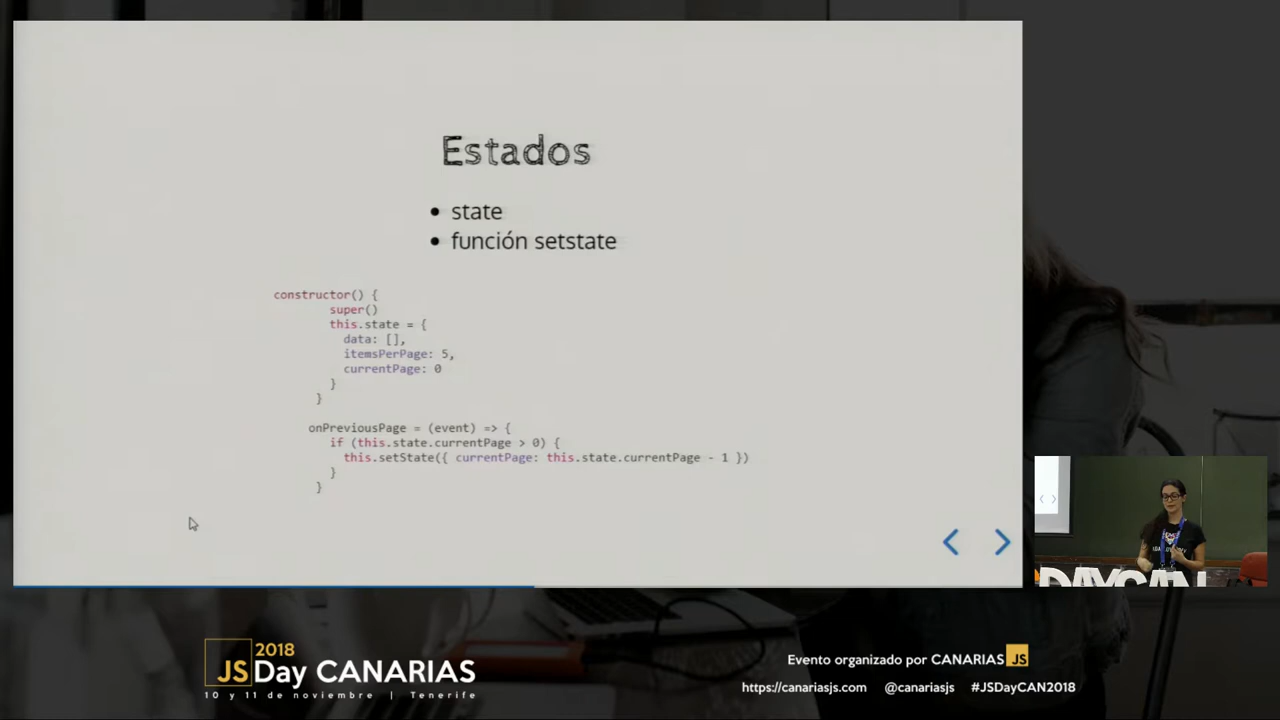 Estados
state
función setstate
constructor() {
super()
this.state = {
data: [],
itemsPerPage: 5,
currentPage: 0
}
}
onPreviousPage = (event) => {
if (this.state.currentPage > 0) {
this.setState({ currentPage: this.state.currentPage - 1 })
}
}
DAYCAN
2018
JSDay CANARIAS
10 y 11 de noviembre | Tenerife
Evento organizado por CANARIAS JS
https://canariasjs.com @canariasjs #JSDayCAN2018